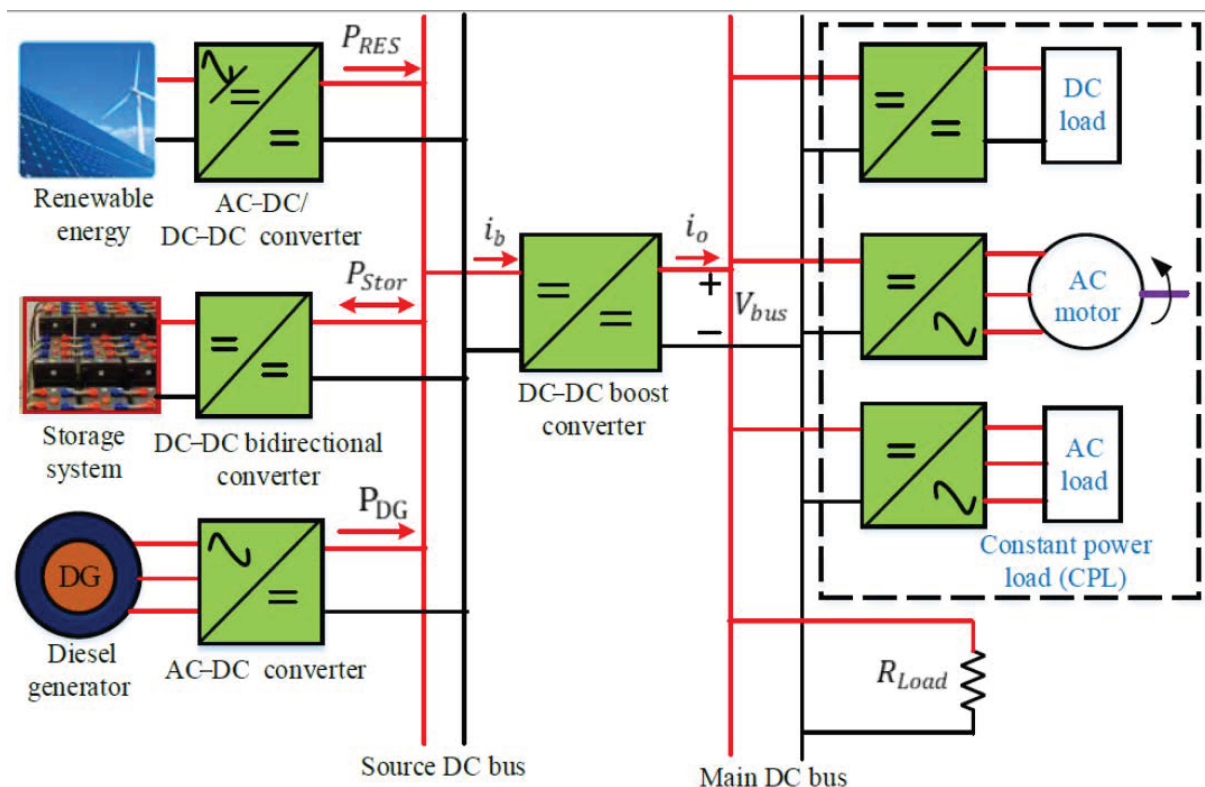 P_RES
Renewable
energy
AC–DC/
DC–DC converter
P_Stor
Storage
system
DC–DC bidirectional
converter
P_DG
DG
Diesel
generator
AC–DC converter
Source DC bus
i_b
i_o
+
V_bus
−
DC–DC boost
converter
Main DC bus
DC
load
AC
motor
AC
load
Constant power
load (CPL)
R_Load